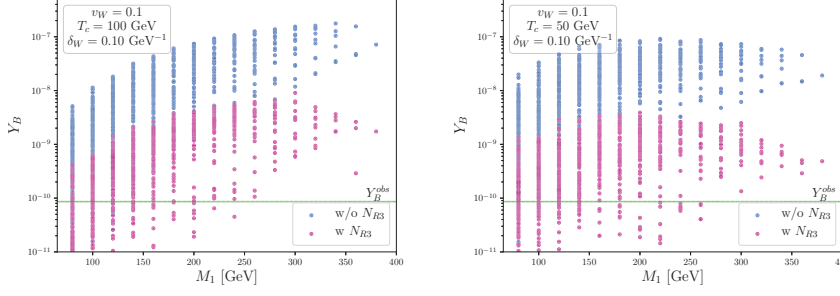 v_W = 0.1
T_c = 100 GeV
δ_W = 0.10 GeV⁻¹
10⁻⁷
10⁻⁸
10⁻⁹
10⁻¹⁰
10⁻¹¹
Y_B
Y_B^{obs}
w/o N_{R3}
w N_{R3}
100 150 200 250 300 350 400
M_1 [GeV]
v_W = 0.1
T_c = 50 GeV
δ_W = 0.10 GeV⁻¹
10⁻⁷
10⁻⁸
10⁻⁹
10⁻¹⁰
10⁻¹¹
Y_B
Y_B^{obs}
w/o N_{R3}
w N_{R3}
100 150 200 250 300 350 40
M_1 [GeV]